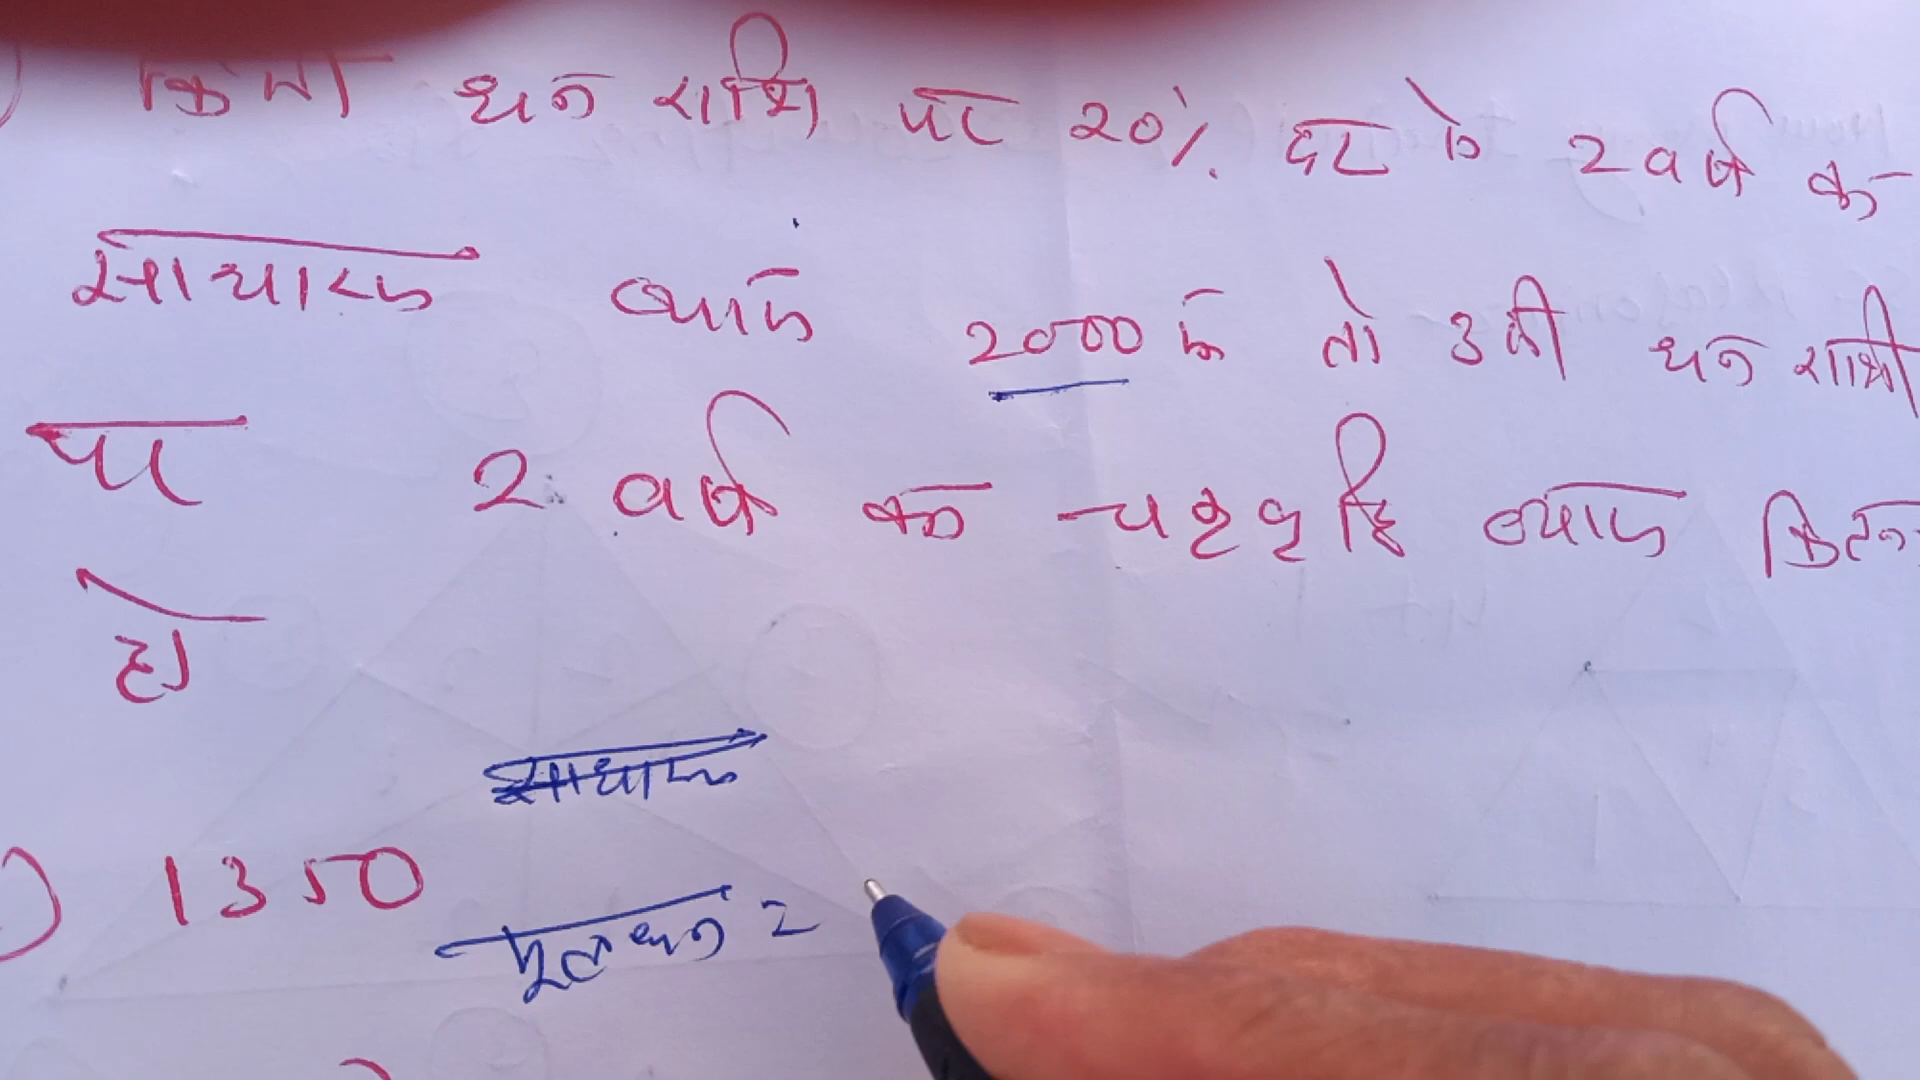 किसी धन राशि पर 20% दर से 2 वर्ष का
साधारण ब्याज 2000 है तो उसी धन राशी
पर 2 वर्ष का चक्रवृद्धि ब्याज कितना
हो
साधारण
) 1350
मूलधन =